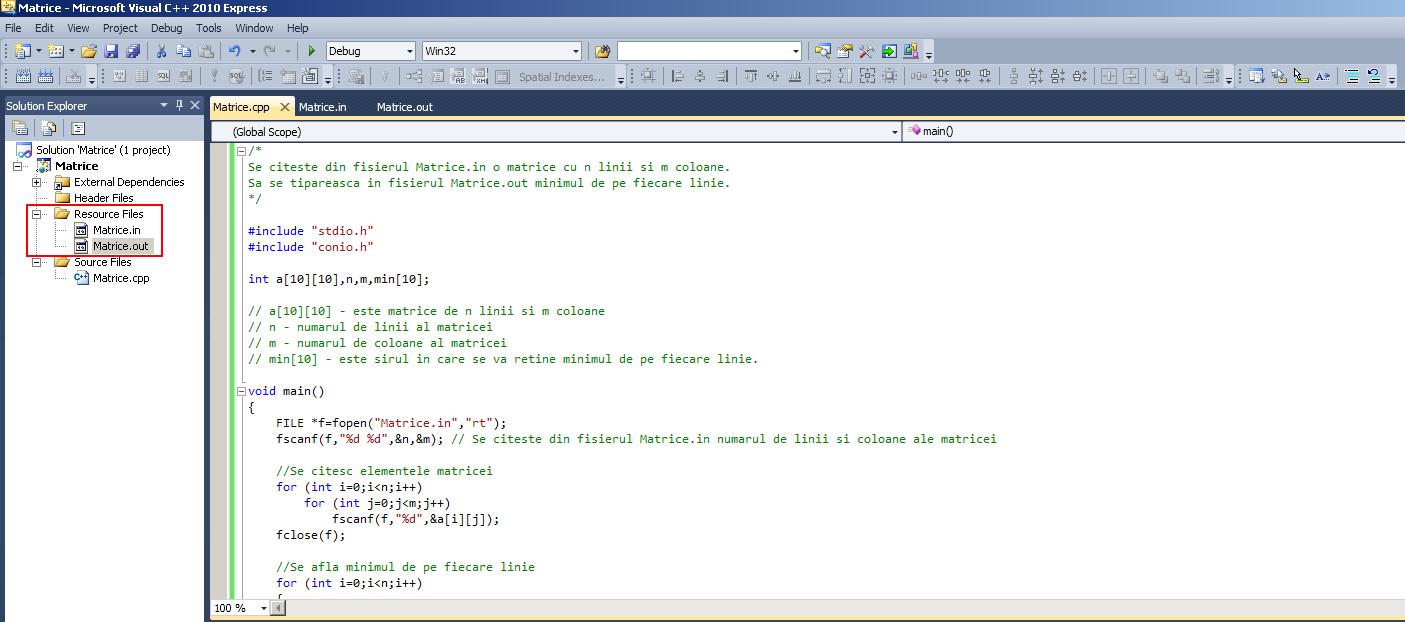 Matrice - Microsoft Visual C++ 2010 Express
File Edit View Project Debug Tools Window Help
Debug Win32
Spatial Indexes...
Solution Explorer
Matrice.cpp Matrice.in Matrice.out
(Global Scope) main()
Solution 'Matrice' (1 project)
Matrice
External Dependencies
Header Files
Resource Files
Matrice.in
Matrice.out
Source Files
Matrice.cpp
/*
Se citeste din fisierul Matrice.in o matrice cu n linii si m coloane.
Sa se tipareasca in fisierul Matrice.out minimul de pe fiecare linie.
*/
#include "stdio.h"
#include "conio.h"
int a[10][10],n,m,min[10];
// a[10][10] - este matrice de n linii si m coloane
// n - numarul de linii al matricei
// m - numarul de coloane al matricei
// min[10] - este sirul in care se va retine minimul de pe fiecare linie.
void main()
{
FILE *f=fopen("Matrice.in","rt");
fscanf(f,"%d %d",&n,&m); // Se citeste din fisierul Matrice.in numarul de linii si coloane ale matricei
//Se citesc elementele matricei
for (int i=0;i<n;i++)
for (int j=0;j<m;j++)
fscanf(f,"%d",&a[i][j]);
fclose(f);
//Se afla minimul de pe fiecare linie
for (int i=0;i<n;i++)
{
100 %